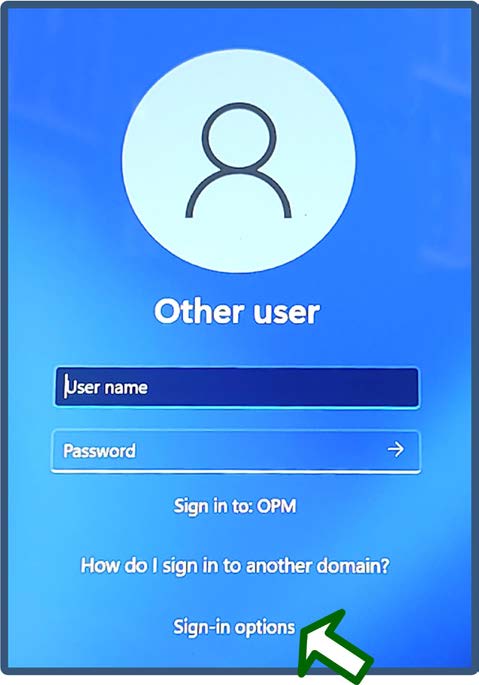 Other user
User name
Password
Sign in to: OPM
How do I sign in to another domain?
Sign-in options